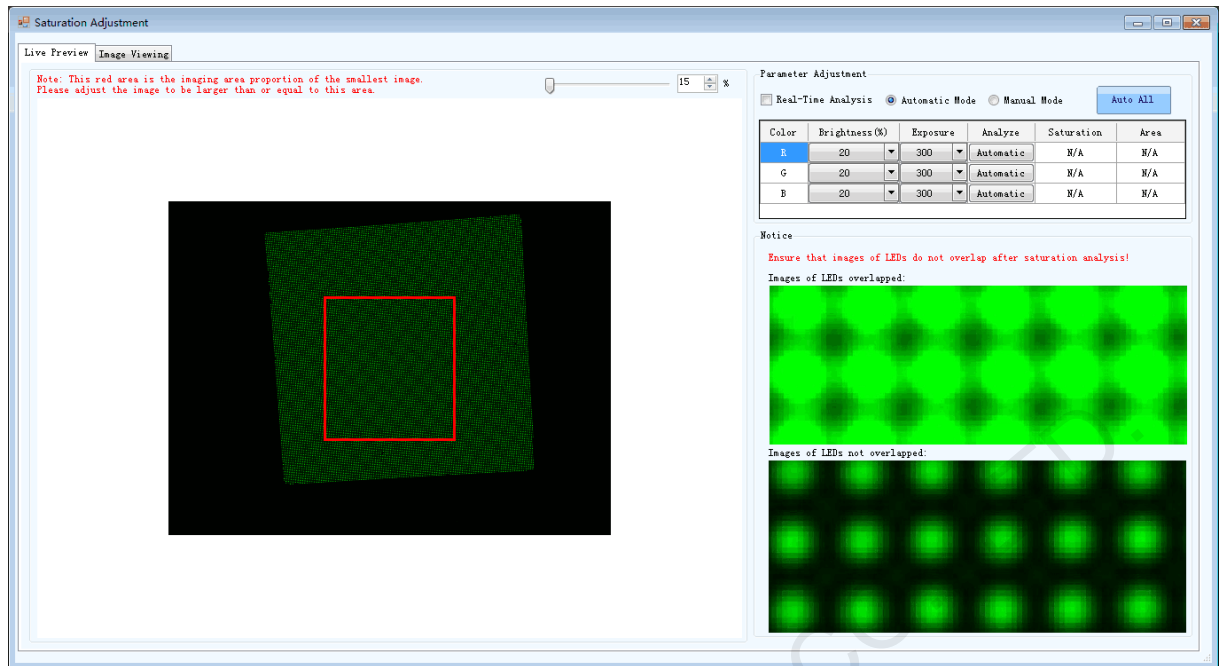 Saturation Adjustment
Live Preview
Image Viewing
Note: This red area is the imaging area proportion of the smallest image.
Please adjust the image to be larger than or equal to this area.
15 %
Parameter Adjustment
Real-Time Analysis Automatic Mode Manual Mode Auto All
Color Brightness(%) Exposure Analyze Saturation Area
R 20 300 Automatic N/A N/A
G 20 300 Automatic N/A N/A
B 20 300 Automatic N/A N/A
Notice
Ensure that images of LEDs do not overlap after saturation analysis!
Images of LEDs overlapped:
Images of LEDs not overlapped: